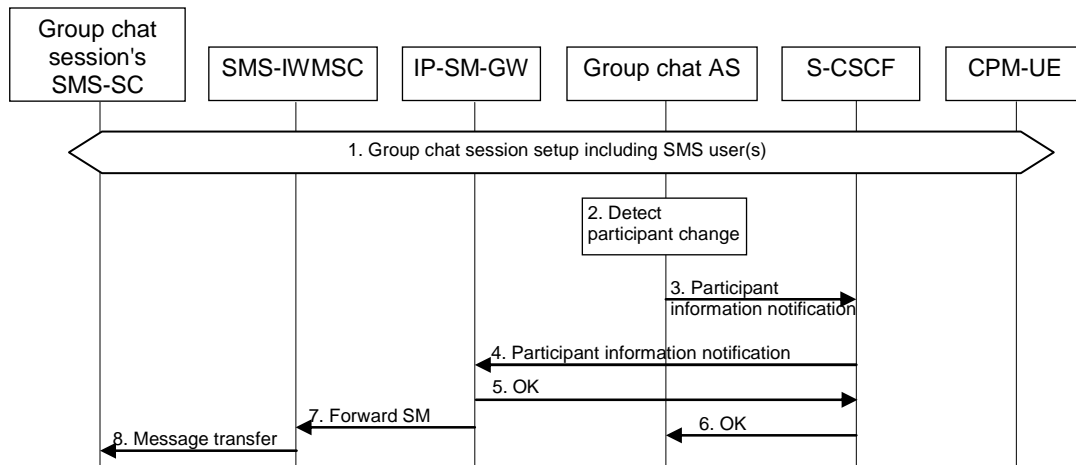 Group chat
session's
SMS-SC
SMS-IWMSC
IP-SM-GW
Group chat AS
S-CSCF
CPM-UE
1. Group chat session setup including SMS user(s)
2. Detect
participant change
3. Participant
information notification
4. Participant information notification
5. OK
7. Forward SM
6. OK
8. Message transfer